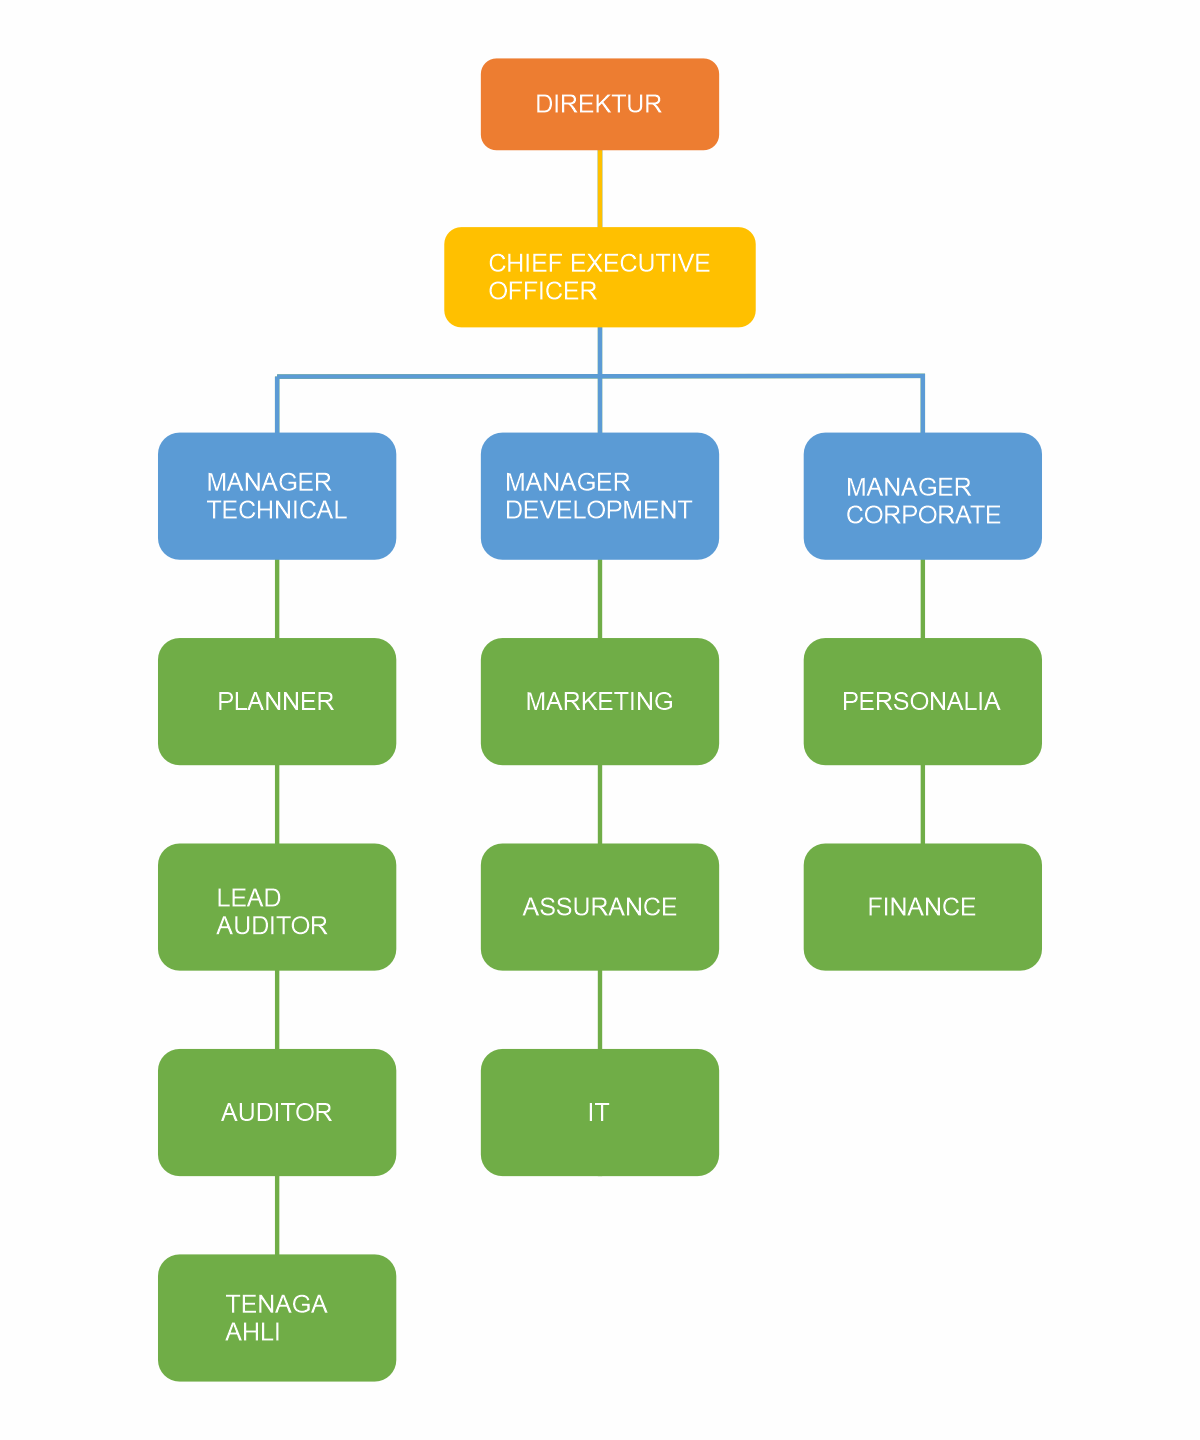 DIREKTUR
CHIEF EXECUTIVE
OFFICER
MANAGER
TECHNICAL
MANAGER
DEVELOPMENT
MANAGER
CORPORATE
PLANNER
MARKETING
PERSONALIA
LEAD
AUDITOR
ASSURANCE
FINANCE
AUDITOR
IT
TENAGA
AHLI